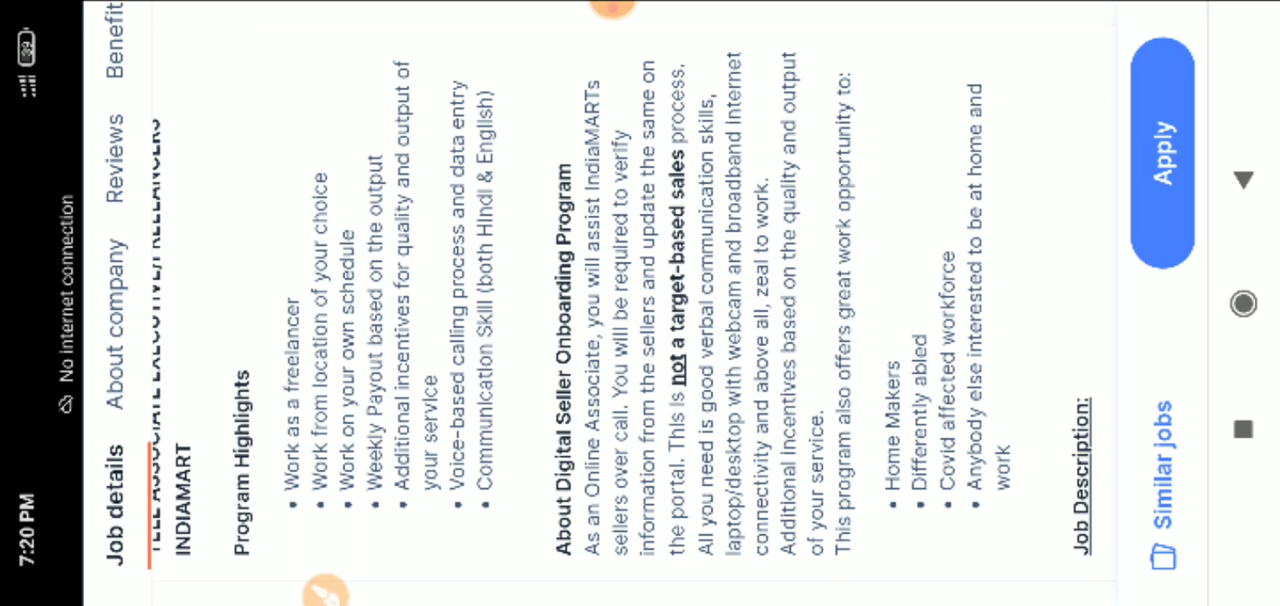 7:20 PM
No internet connection
39
Job details About company Reviews Benefit
TELE ASSOCIATE EXECUTIVE/FREELANCERS
INDIAMART
Program Highlights
• Work as a freelancer
• Work from location of your choice
• Work on your own schedule
• Weekly Payout based on the output
• Additional incentives for quality and output of
your service
• Voice-based calling process and data entry
• Communication Skill (both Hindi & English)
About Digital Seller Onboarding Program
As an Online Associate, you will assist IndiaMARTs
sellers over call. You will be required to verify
information from the sellers and update the same on
the portal. This is not a target-based sales process.
All you need is good verbal communication skills,
laptop/desktop with webcam and broadband Internet
connectivity and above all, zeal to work.
Additional Incentives based on the quality and output
of your service.
This program also offers great work opportunity to:
• Home Makers
• Differently abled
• Covid affected workforce
• Anybody else interested to be at home and
work
Job Description:
Similar jobs
Apply